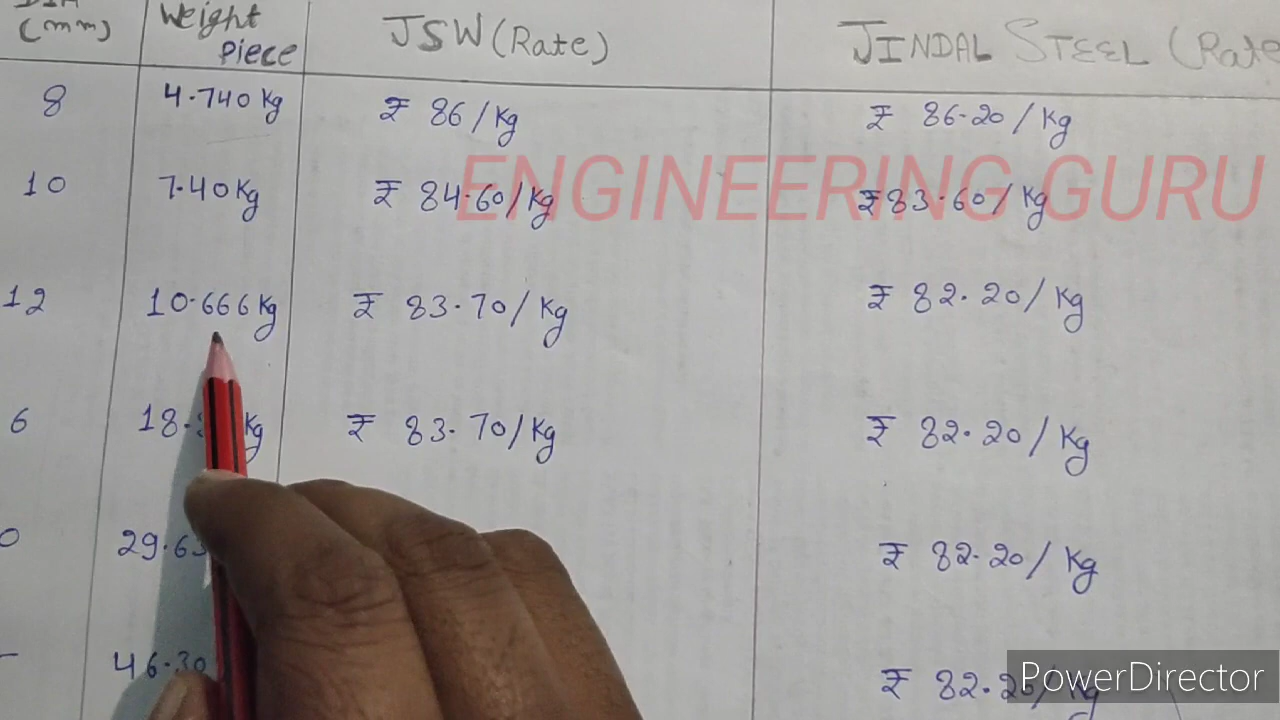 (mm) Weight Piece JSW (Rate) JINDAL STEEL (Rate
8 4.740 Kg ₹ 86/Kg ₹ 86.20/Kg
ENGINEERING GURU
10 7.40 Kg ₹ 84.60/Kg ₹ 83.60/Kg
12 10.666 Kg ₹ 83.70/Kg ₹ 82.20/Kg
6 18. Kg ₹ 83.70/Kg ₹ 82.20/Kg
0 29.63 ₹ 82.20/Kg
46.30 ₹ 82.20/Kg
PowerDirector